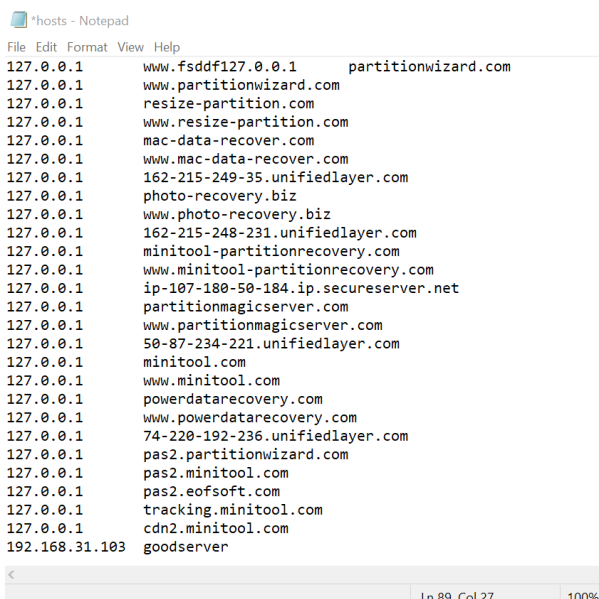 *hosts - Notepad
File Edit Format View Help
127.0.0.1 www.fsddf127.0.0.1 partitionwizard.com
127.0.0.1 www.partitionwizard.com
127.0.0.1 resize-partition.com
127.0.0.1 www.resize-partition.com
127.0.0.1 mac-data-recover.com
127.0.0.1 www.mac-data-recover.com
127.0.0.1 162-215-249-35.unifiedlayer.com
127.0.0.1 photo-recovery.biz
127.0.0.1 www.photo-recovery.biz
127.0.0.1 162-215-248-231.unifiedlayer.com
127.0.0.1 minitool-partitionrecovery.com
127.0.0.1 www.minitool-partitionrecovery.com
127.0.0.1 ip-107-180-50-184.ip.secureserver.net
127.0.0.1 partitionmagicserver.com
127.0.0.1 www.partitionmagicserver.com
127.0.0.1 50-87-234-221.unifiedlayer.com
127.0.0.1 minitool.com
127.0.0.1 www.minitool.com
127.0.0.1 powerdatarecovery.com
127.0.0.1 www.powerdatarecovery.com
127.0.0.1 74-220-192-236.unifiedlayer.com
127.0.0.1 pas2.partitionwizard.com
127.0.0.1 pas2.minitool.com
127.0.0.1 pas2.eofsoft.com
127.0.0.1 tracking.minitool.com
127.0.0.1 cdn2.minitool.com
192.168.31.103 goodserver
Ln 89, Col 27 100%